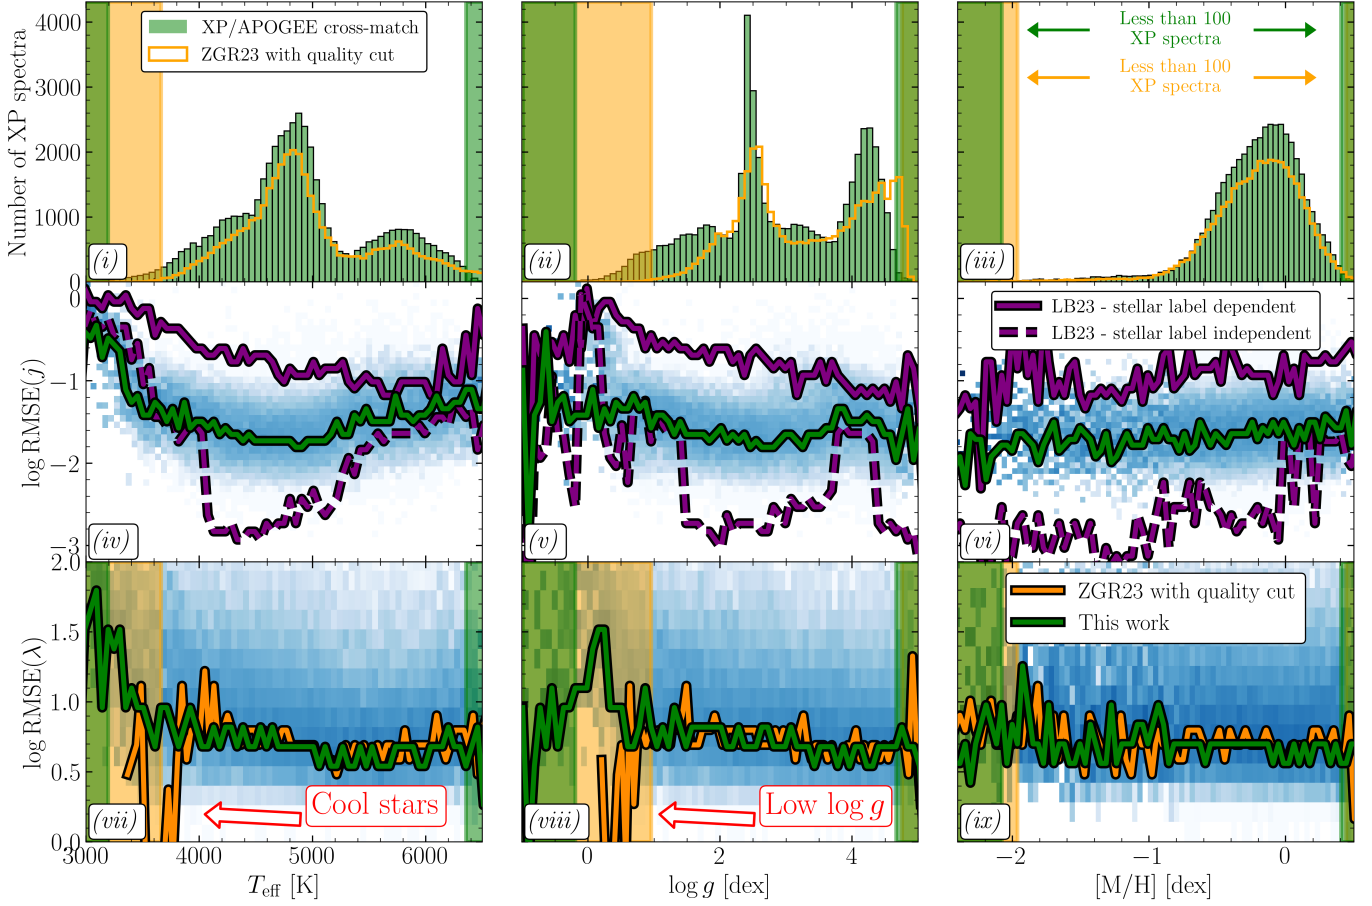 Number of XP spectra
4000
3000
2000
1000
0
XP/APOGEE cross-match
ZGR23 with quality cut
(i)
(ii)
Less than 100
XP spectra
Less than 100
XP spectra
(iii)
log RMSE(j)
0
−1
−2
−3
(iv)
(v)
LB23 - stellar label dependent
LB23 - stellar label independent
(vi)
log RMSE(λ)
2.0
1.5
1.0
0.5
0.0
Cool stars
(vii)
Low log g
(viii)
ZGR23 with quality cut
This work
(ix)
3000 4000 5000 6000
0 2 4
−2 −1 0
Teff [K]
log g [dex]
[M/H] [dex]